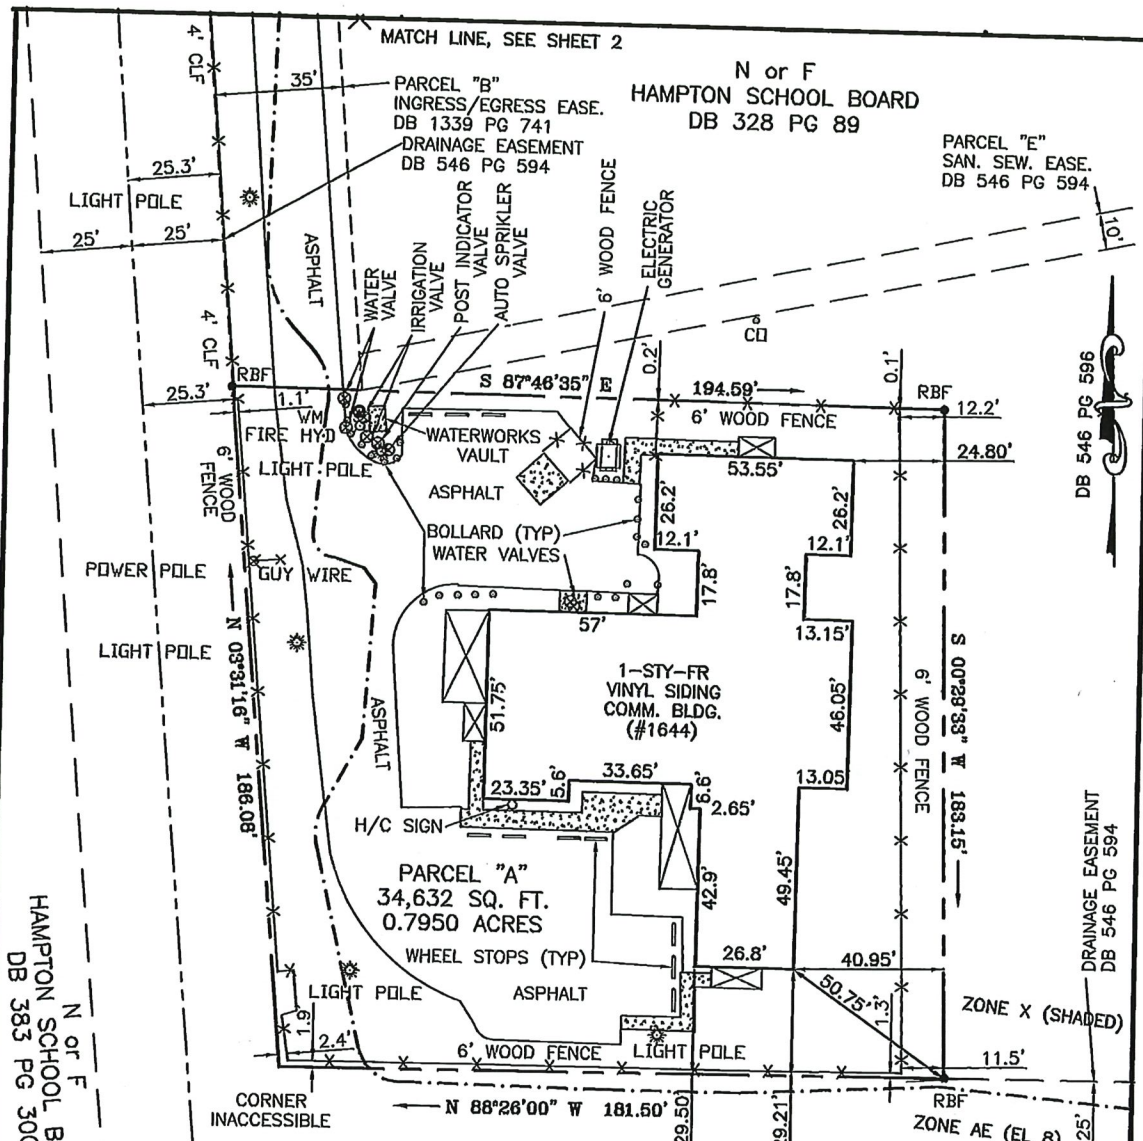 MATCH LINE, SEE SHEET 2
N or F
HAMPTON SCHOOL BOARD
DB 328 PG 89
4' CLF
35'
PARCEL "B"
INGRESS/EGRESS EASE.
DB 1339 PG 741
DRAINAGE EASEMENT
DB 546 PG 594
PARCEL "E"
SAN. SEW. EASE.
DB 546 PG 594
10'
25.3'
LIGHT POLE
25'
25'
ASPHALT
WATER
VALVE
IRRIGATION
VALVE
POST INDICATOR
VALVE
AUTO SPRIKLER
VALVE
6' WOOD FENCE
ELECTRIC
GENERATOR
CO
DB 546 PG 596
4' CLF
RBF
25.3'
1.1'
S 87°46'35" E
0.2'
194.59'
6' WOOD FENCE
0.1'
RBF
12.2'
24.80'
WM
FIRE HYD
LIGHT POLE
6' WOOD
FENCE
WATERWORKS
VAULT
ASPHALT
BOLLARD (TYP)
WATER VALVES
53.55'
26.2'
26.2'
12.1'
12.1'
17.8'
17.8'
13.15'
POWER POLE
GUY WIRE
LIGHT POLE
N 03°31'16" W 186.08'
ASPHALT
57'
51.75'
1-STY-FR
VINYL SIDING
COMM. BLDG.
(#1644)
46.05'
6' WOOD FENCE
S 00°29'33" W 183.15'
23.35'
5.6'
33.65'
6.6'
2.65'
13.05
H/C SIGN
PARCEL "A"
34,632 SQ. FT.
0.7950 ACRES
WHEEL STOPS (TYP)
42.9'
49.45'
DRAINAGE EASEMENT
DB 546 PG 594
LIGHT POLE
ASPHALT
26.8'
40.95'
50.75'
1.3'
ZONE X (SHADED)
1.9'
2.4'
6' WOOD FENCE
LIGHT POLE
11.5'
RBF
CORNER
INACCESSIBLE
N 88°26'00" W 181.50'
29.50'
29.21'
ZONE AE (EL 8)
25'
N or F
HAMPTON SCHOOL B
DB 383 PG 300